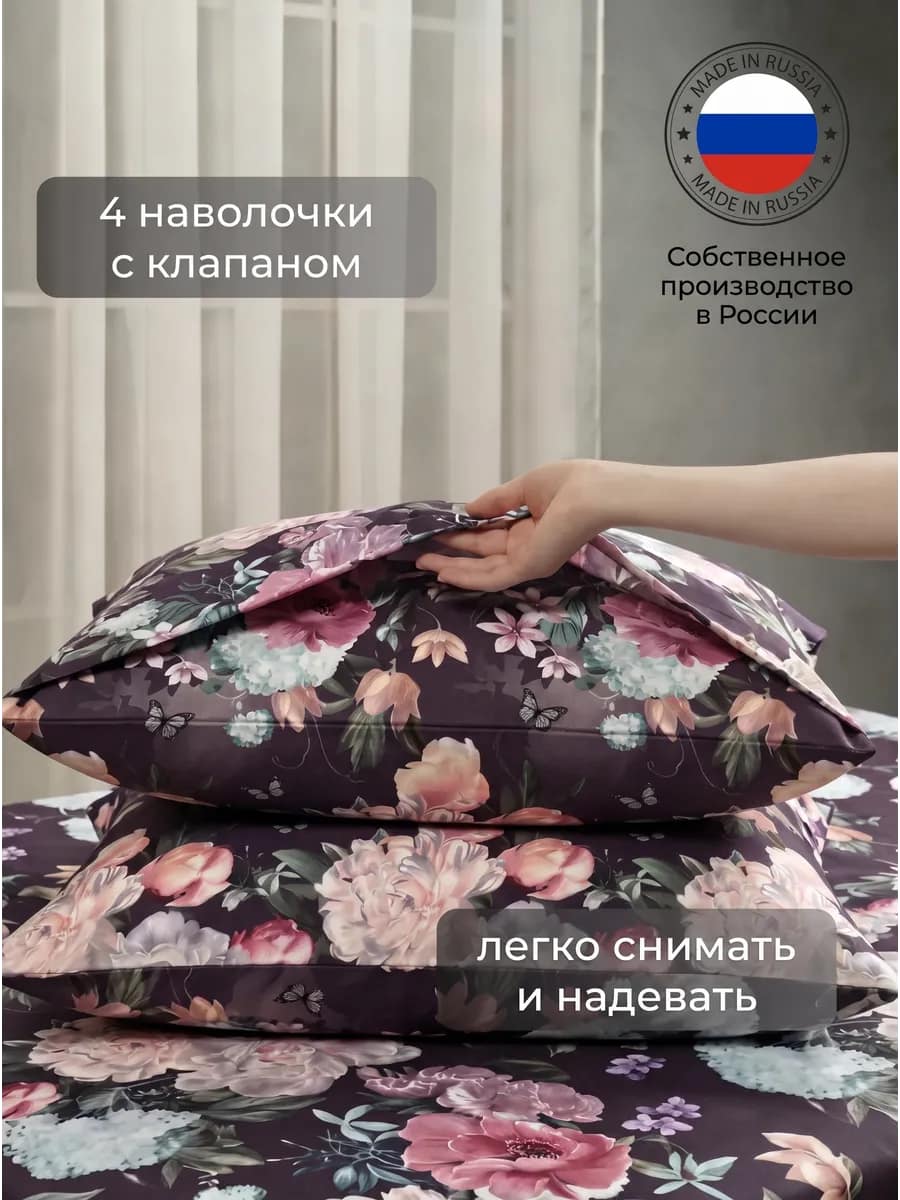 MADE IN RUSSIA
MADE IN RUSSIA
4 наволочки
с клапаном
Собственное
производство
в России
легко снимать
и надевать